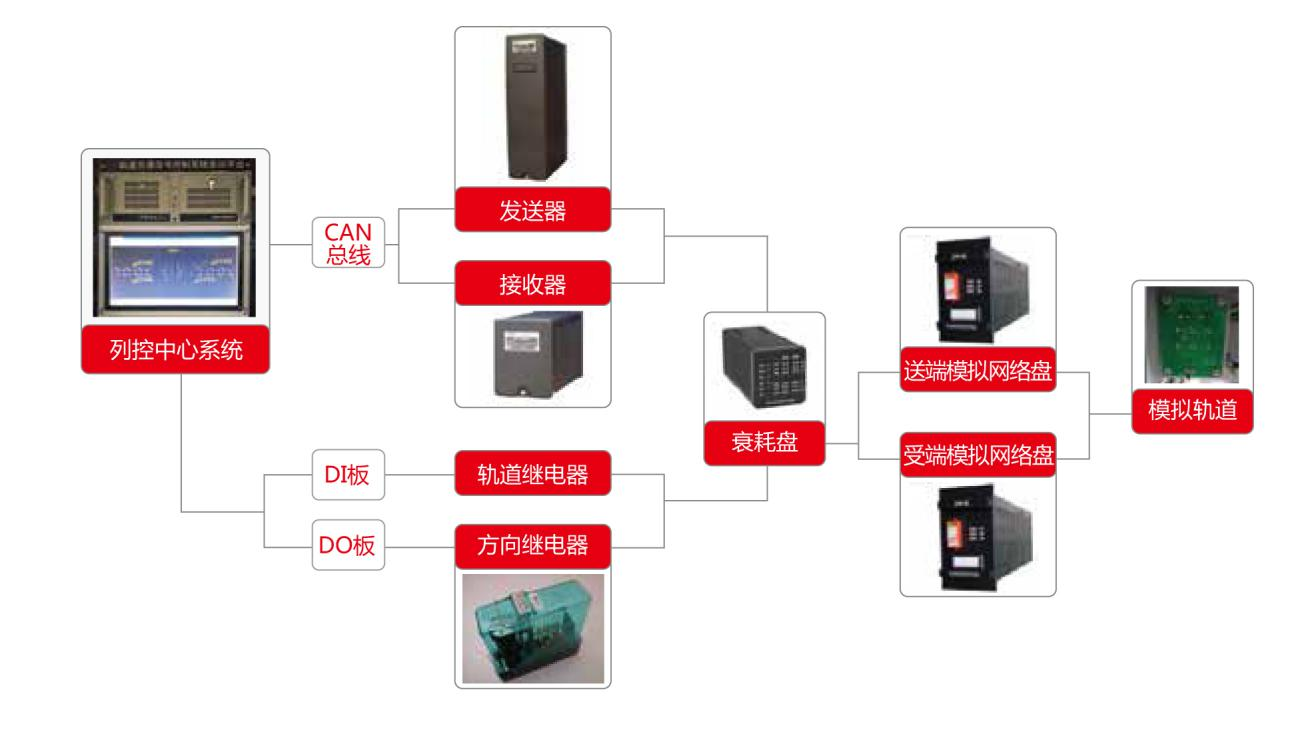 发送器
CAN
总线
接收器
列控中心系统
送端模拟网络盘
模拟轨道
衰耗盘
受端模拟网络盘
DI板
轨道继电器
DO板
方向继电器